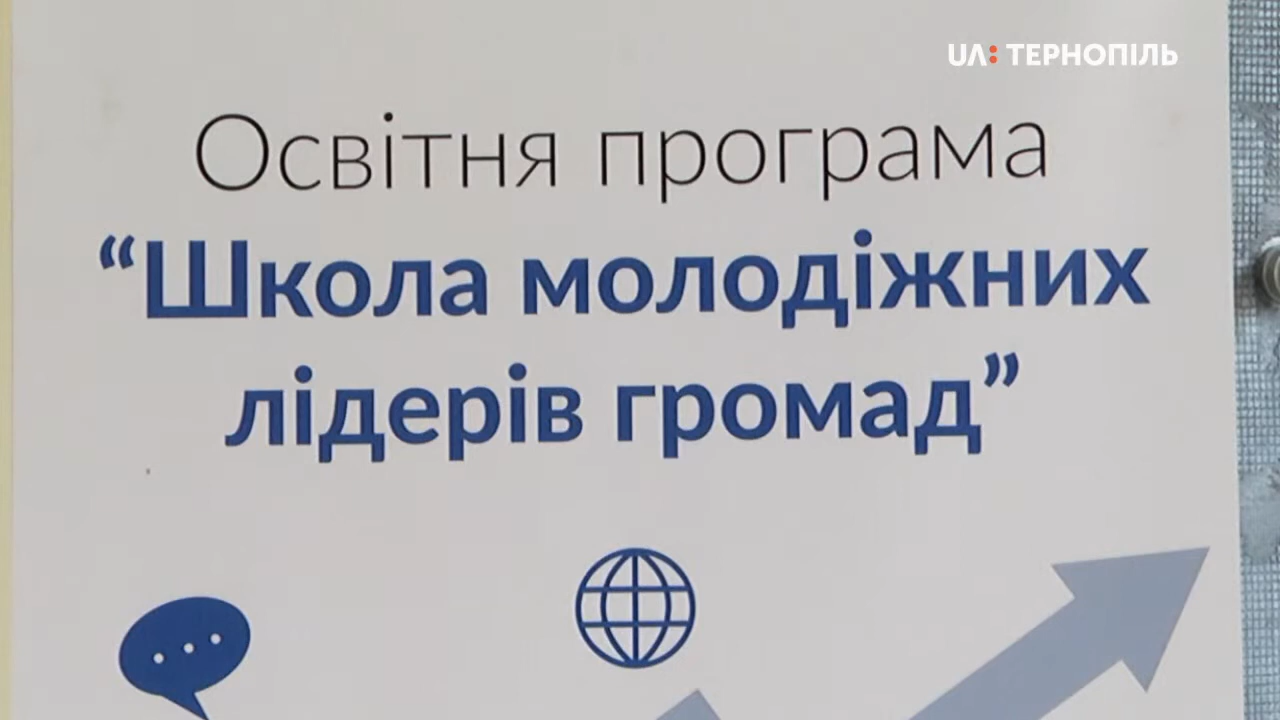 UA: ТЕРНОПІЛЬ
Освітня програма
“Школа молодіжних
лідерів громад”